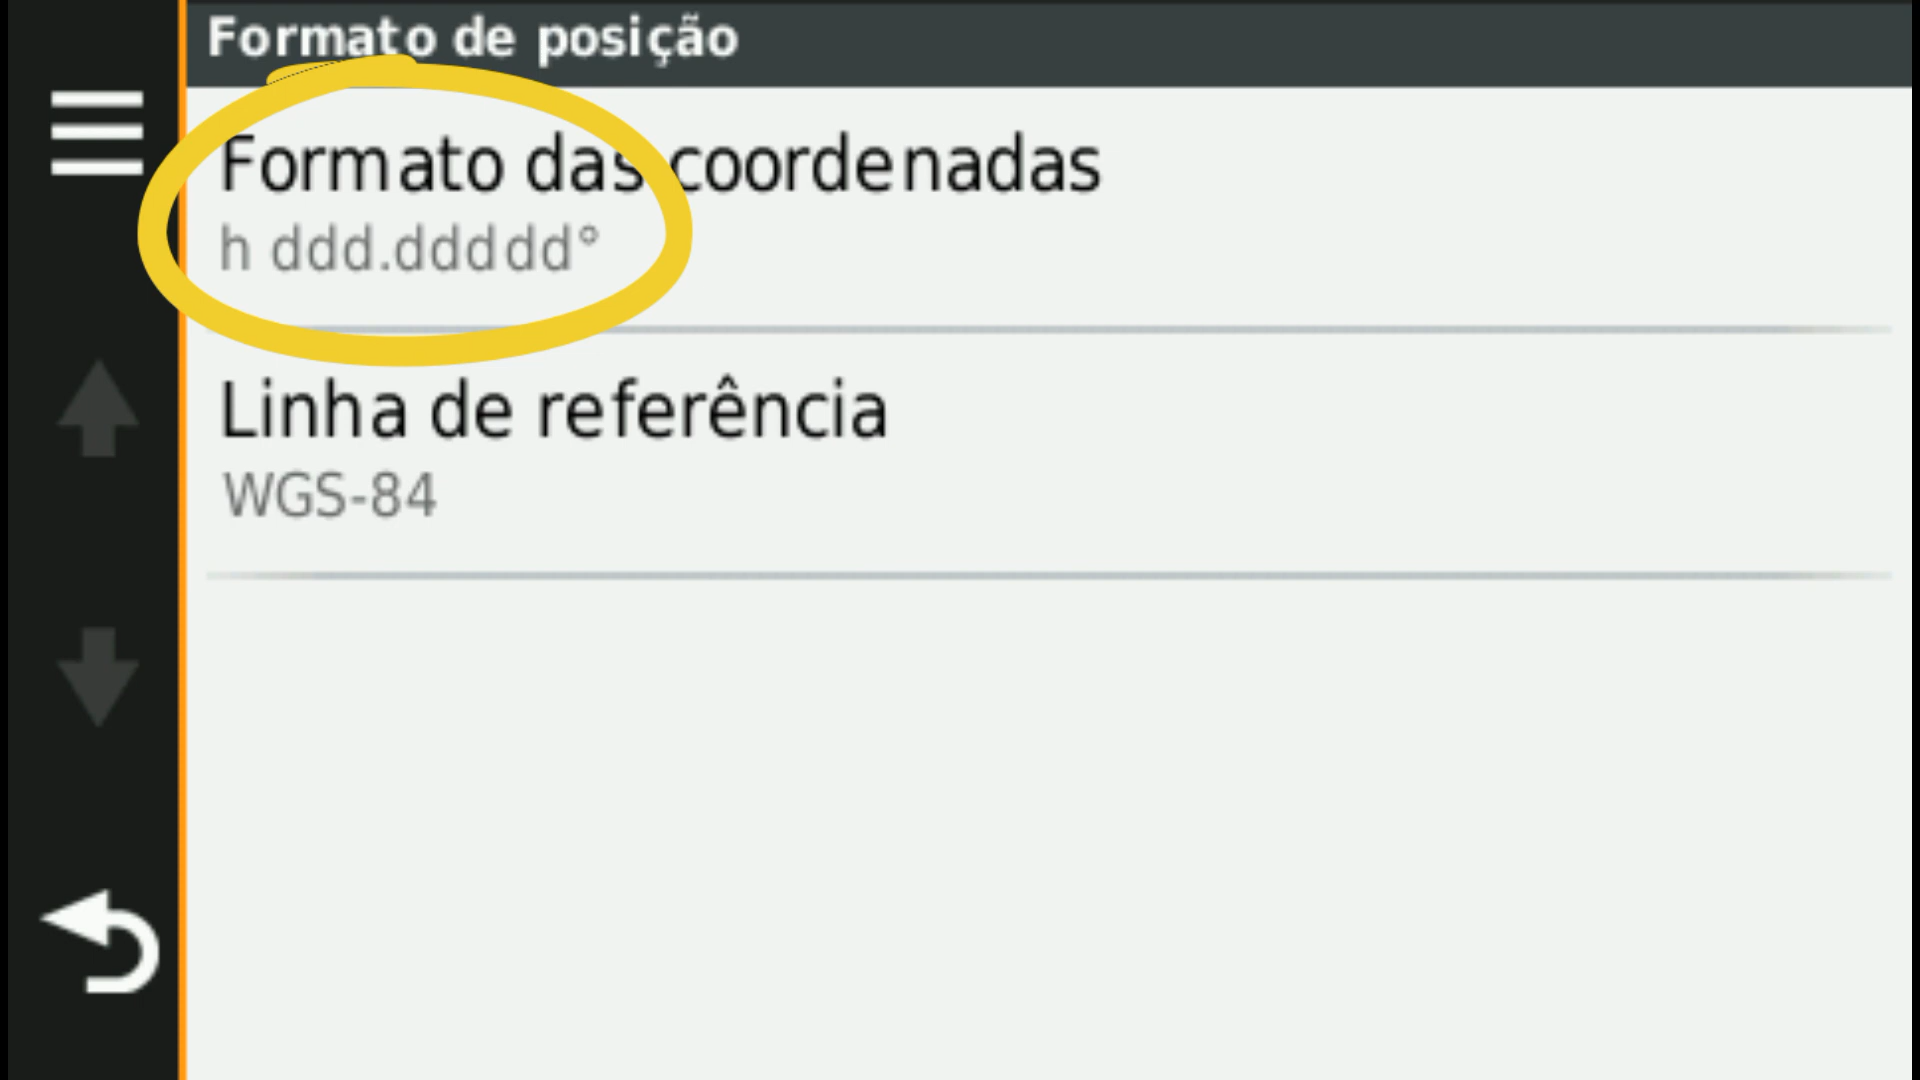 Formato de posição
Formato das coordenadas
h ddd.ddddd°
Linha de referência
WGS-84